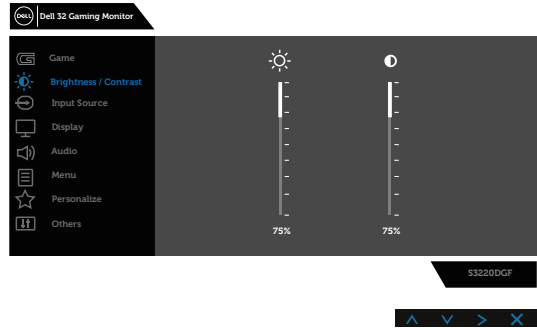 DELL
Dell 32 Gaming Monitor
Game
Brightness / Contrast
Input Source
Display
Audio
Menu
Personalize
Others
75%
75%
S3220DGF